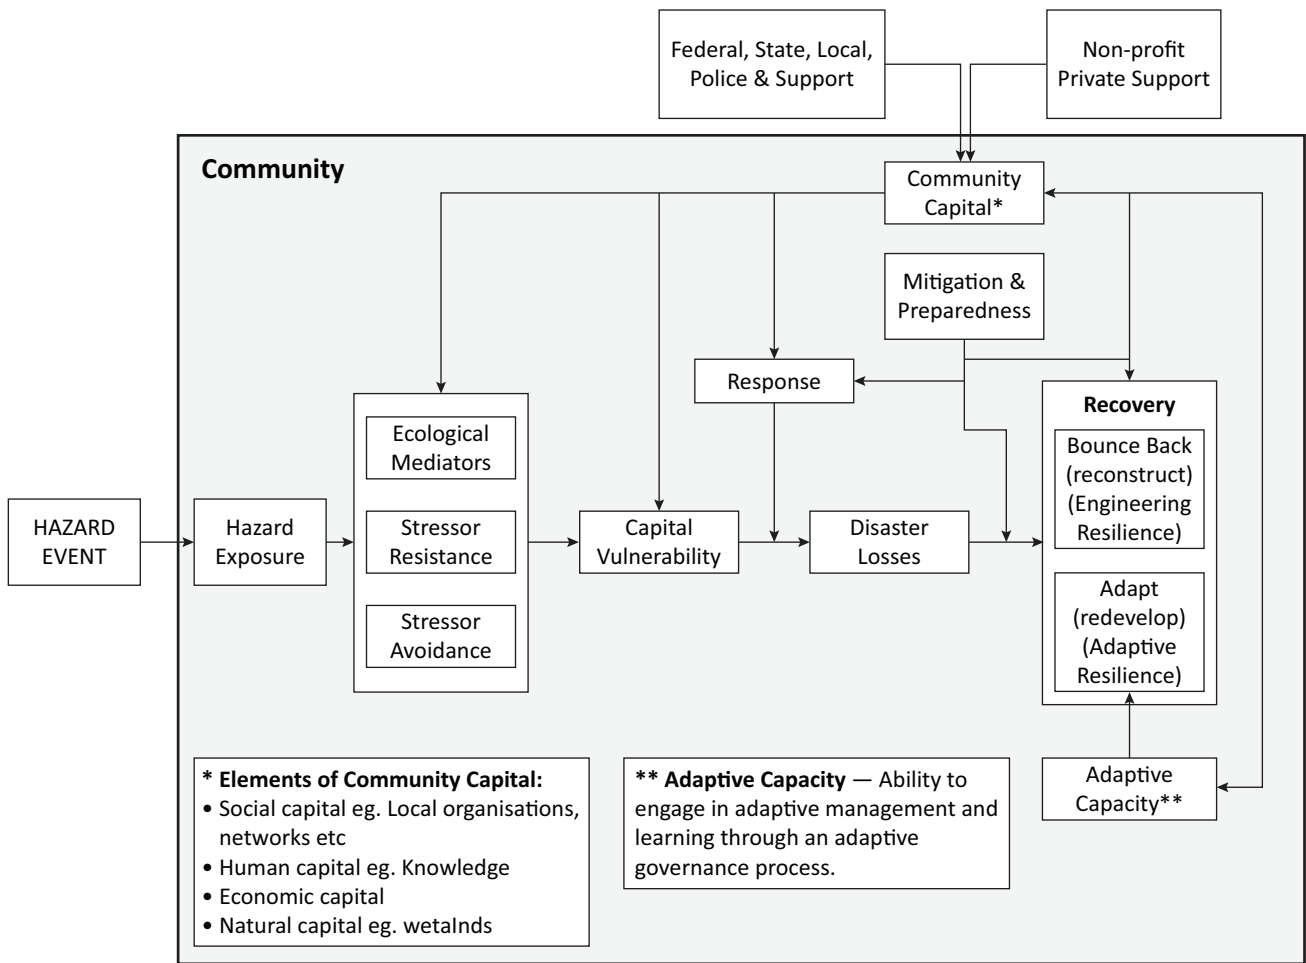 Federal, State, Local,
Police & Support
Non-profit
Private Support
Community
Community
Capital*
Mitigation &
Preparedness
Response
Recovery
Bounce Back
(reconstruct)
(Engineering
Resilience)
Adapt
(redevelop)
(Adaptive
Resilience)
Ecological
Mediators
Stressor
Resistance
Stressor
Avoidance
HAZARD
EVENT
Hazard
Exposure
Capital
Vulnerability
Disaster
Losses
Adaptive
Capacity**
* Elements of Community Capital:
• Social capital eg. Local organisations,
networks etc
• Human capital eg. Knowledge
• Economic capital
• Natural capital eg. wetalnds
** Adaptive Capacity — Ability to
engage in adaptive management and
learning through an adaptive
governance process.